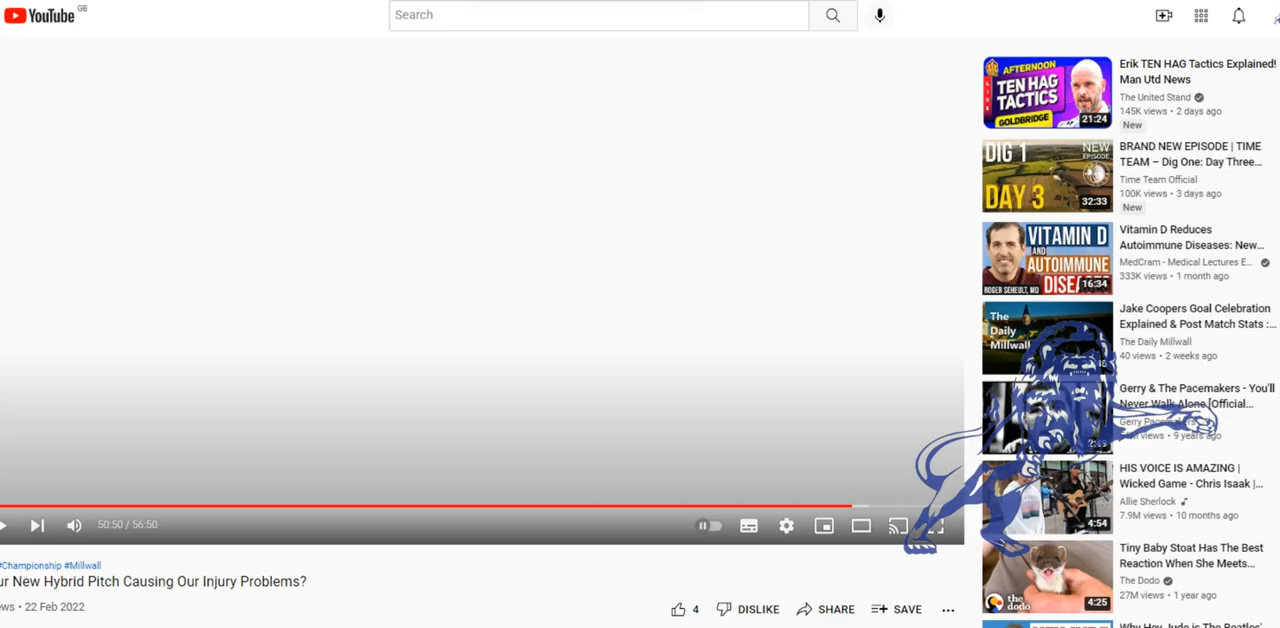 YouTube GB
Search
AFTERNOON
LIVE
TEN HAG
TACTICS
GOLDBRIDGE
21:24
Erik TEN HAG Tactics Explained!
Man Utd News
The United Stand
145K views • 2 days ago
New
DIG 1
NEW
EPISODE
DAY 3
32:33
BRAND NEW EPISODE | TIME
TEAM – Dig One: Day Three...
Time Team Official
100K views • 3 days ago
New
VITAMIN D
AND
AUTOIMMUNE
ROGER SEHEULT, MD
16:34
Vitamin D Reduces
Autoimmune Diseases: New...
MedCram - Medical Lectures E...
333K views • 1 month ago
The
Daily
Millwall
Jake Coopers Goal Celebration
Explained & Post Match Stats :...
The Daily Millwall
40 views • 2 weeks ago
Gerry & The Pacemakers - You'll
Never Walk Alone [Official...
Gerry
views • 9 years ago
HIS VOICE IS AMAZING |
Wicked Game - Chris Isaak |...
Allie Sherlock
7.9M views • 10 months ago
4:54
Tiny Baby Stoat Has The Best
Reaction When She Meets...
The Dodo
27M views • 1 year ago
the
dodo
4:25
50:50 / 56:50
#Championship #Millwall
ur New Hybrid Pitch Causing Our Injury Problems?
ews • 22 Feb 2022
4
DISLIKE
SHARE
SAVE
...